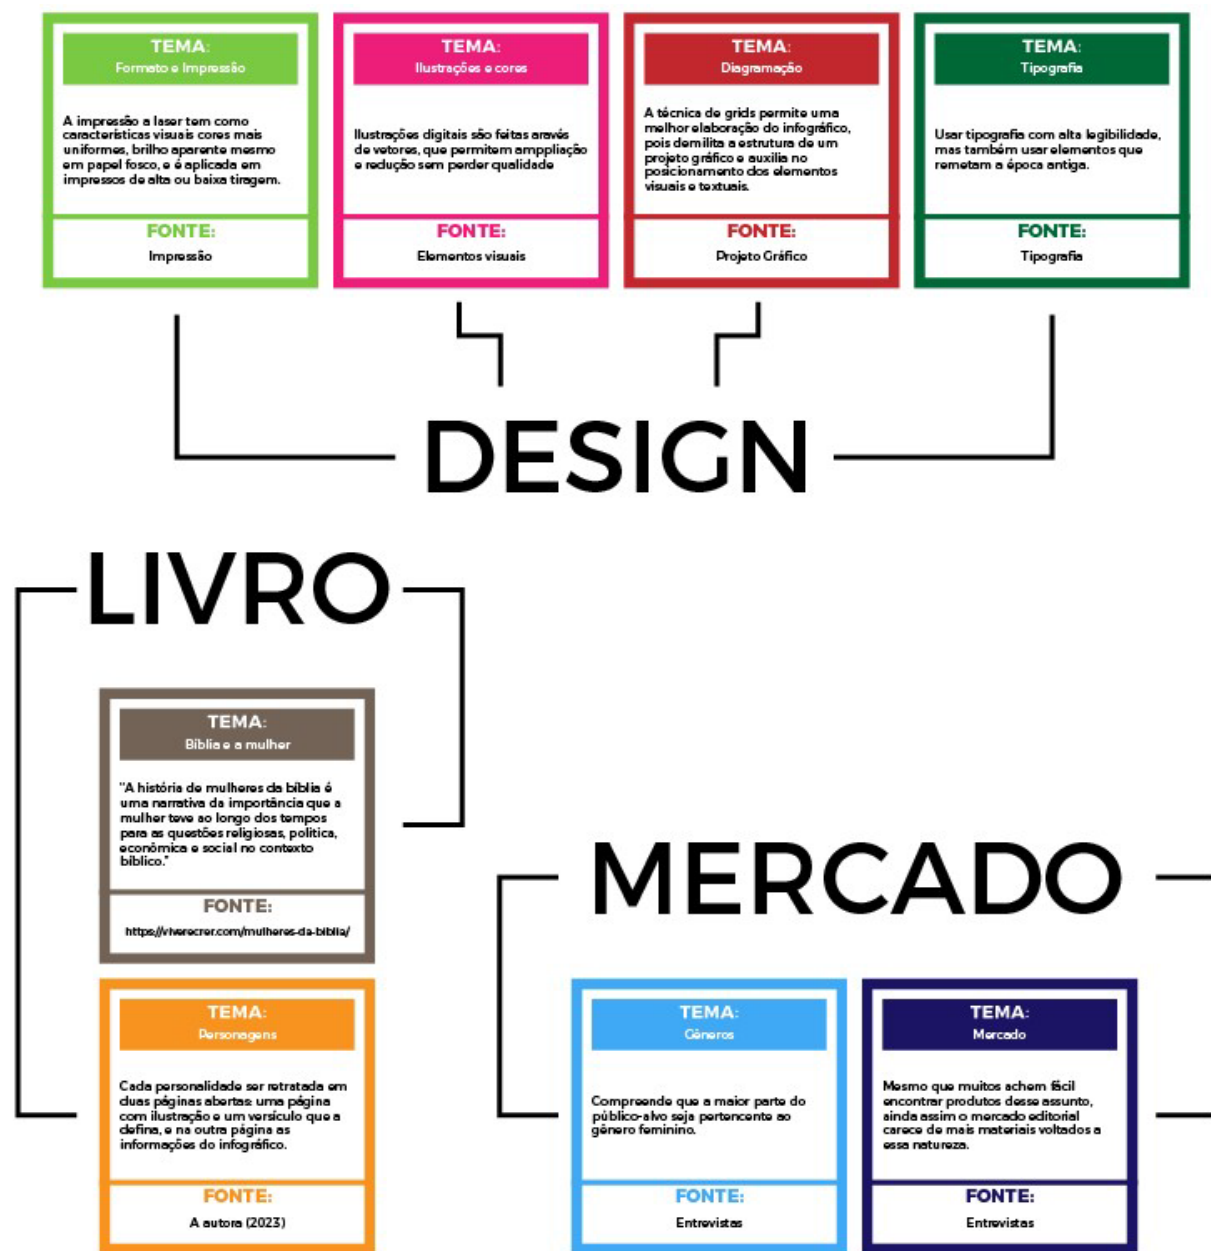 TEMA:
Formato e Impressão
A impressão a laser tem como
características visuais cores mais
uniformes, brilho aparente mesmo
em papel fosco, e é aplicada em
impressos de alta ou baixa tiragem.
FONTE:
Impressão
TEMA:
Ilustrações e cores
Ilustrações digitais são feitas aravés
de vetores, que permitem amppliação
e redução sem perder qualidade
FONTE:
Elementos visuais
TEMA:
Diagramação
A técnica de grids permite uma
melhor elaboração do infográfico,
pois demilita a estrutura de um
projeto gráfico e auxilia no
posicionamento dos elementos
visuais e textuais.
FONTE:
Projeto Gráfico
TEMA:
Tipografia
Usar tipografia com alta legibilidade,
mas também usar elementos que
remetam a época antiga.
FONTE:
Tipografia
DESIGN
LIVRO
TEMA:
Bíblia e a mulher
"A história de mulheres da bíblia é
uma narrativa da importância que a
mulher teve ao longo dos tempos
para as questões religiosas, política,
econômica e social no contexto
bíblico."
FONTE:
https://viverecrer.com/mulheres-da-biblia/
TEMA:
Personagens
Cada personalidade ser retratada em
duas páginas abertas: uma página
com ilustração e um versículo que a
defina, e na outra página as
informações do infográfico.
FONTE:
A autora (2023)
MERCADO
TEMA:
Gêneros
Compreende que a maior parte do
público-alvo seja pertencente ao
gênero feminino.
FONTE:
Entrevistas
TEMA:
Mercado
Mesmo que muitos achem fácil
encontrar produtos desse assunto,
ainda assim o mercado editorial
carece de mais materiais voltados a
essa natureza.
FONTE:
Entrevistas